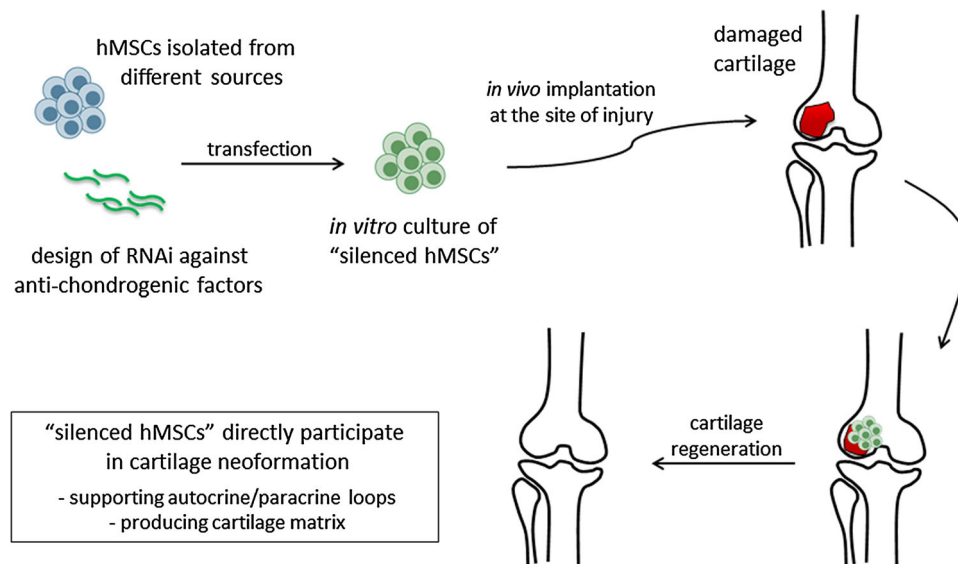 hMSCs isolated from
different sources
transfection
design of RNAi against
anti-chondrogenic factors
in vitro culture of
“silenced hMSCs”
in vivo implantation
at the site of injury
damaged
cartilage
cartilage
regeneration
“silenced hMSCs” directly participate
in cartilage neoformation
- supporting autocrine/paracrine loops
- producing cartilage matrix